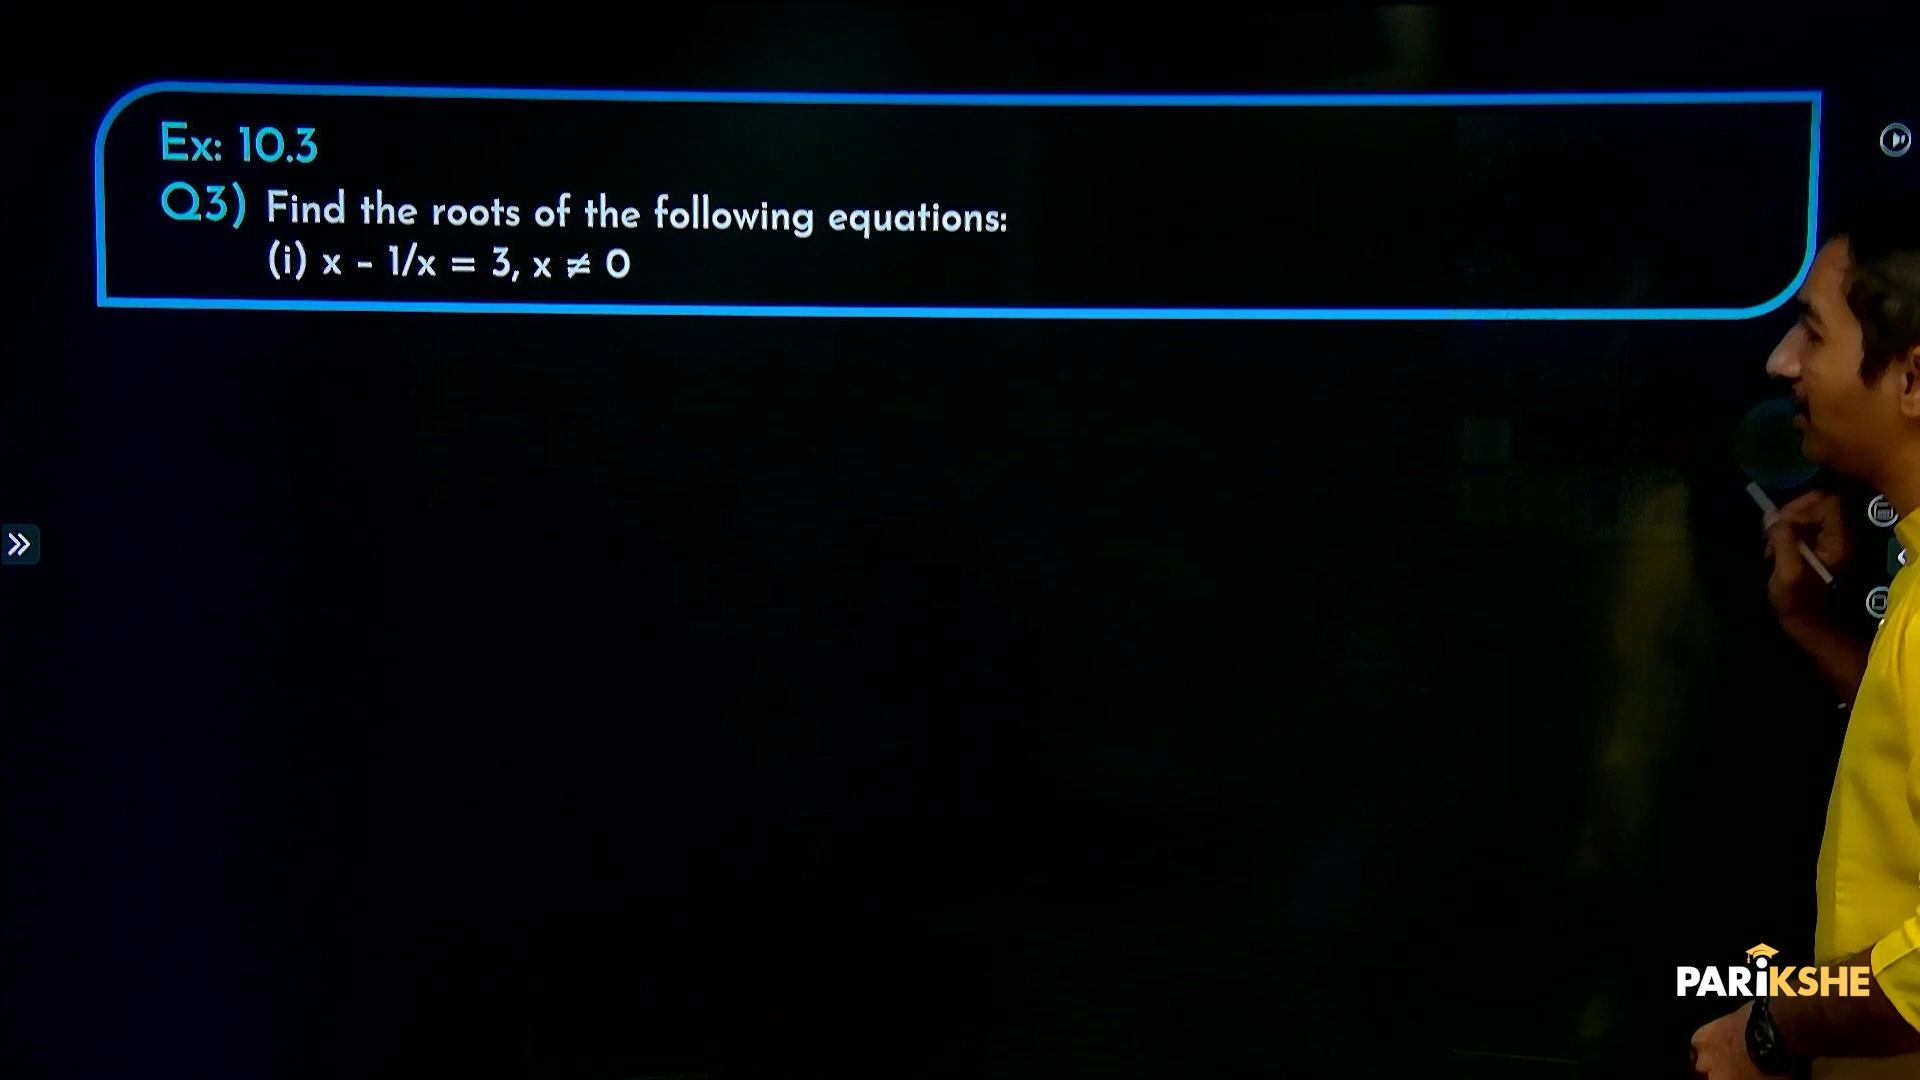 Ex: 10.3
Q3) Find the roots of the following equations:
(i) x - 1/x = 3, x ≠ 0
PARiKSHE